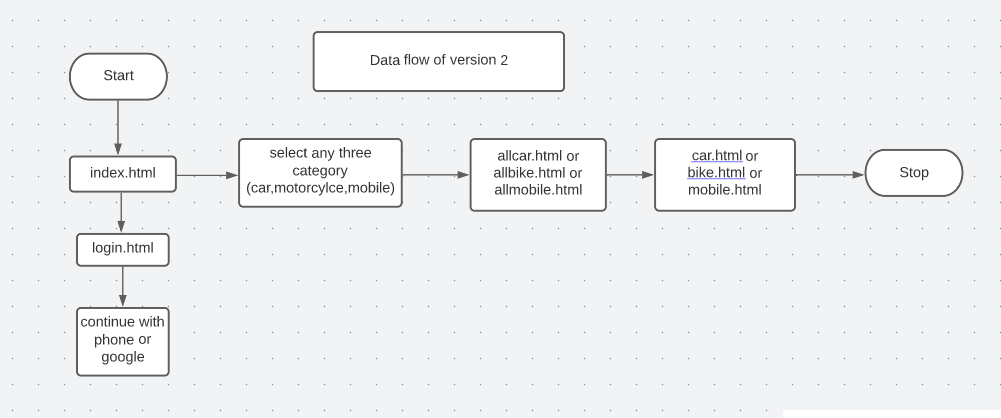 Data flow of version 2
Start
index.html
select any three
category
(car,motorcylce,mobile)
allcar.html or
allbike.html or
allmobile.html
car.html or
bike.html or
mobile.html
Stop
login.html
continue with
phone or
google